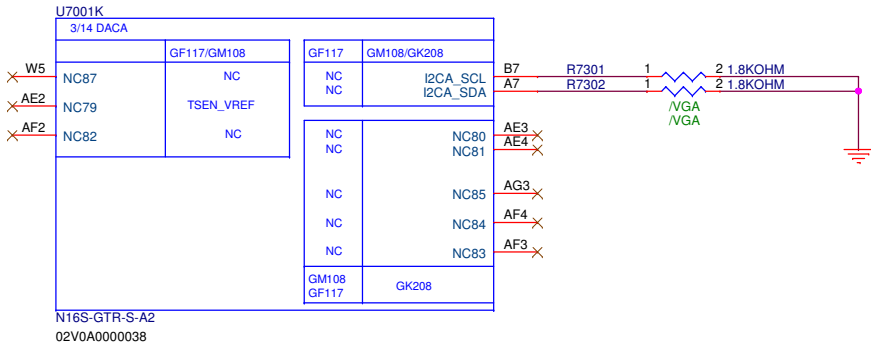 U7001K
3/14 DACA
GF117/GM108
GF117 GM108/GK208
W5 NC87 NC
NC I2CA_SCL B7 R7301 1 2 1.8KOHM
NC I2CA_SDA A7 R7302 1 2 1.8KOHM
AE2 NC79 TSEN_VREF
/VGA
/VGA
AF2 NC82 NC
NC NC80 AE3
NC NC81 AE4
NC NC85 AG3
NC NC84 AF4
NC NC83 AF3
GM108
GF117 GK208
N16S-GTR-S-A2
02V0A0000038